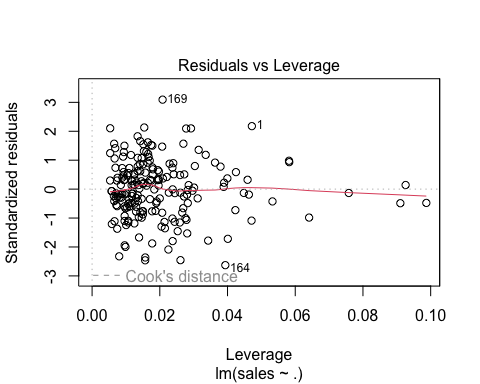 Residuals vs Leverage
Standardized residuals
3
2
1
0
-1
-2
-3
169
1
164
Cook's distance
0.00 0.02 0.04 0.06 0.08 0.10
Leverage
lm(sales ~ .)